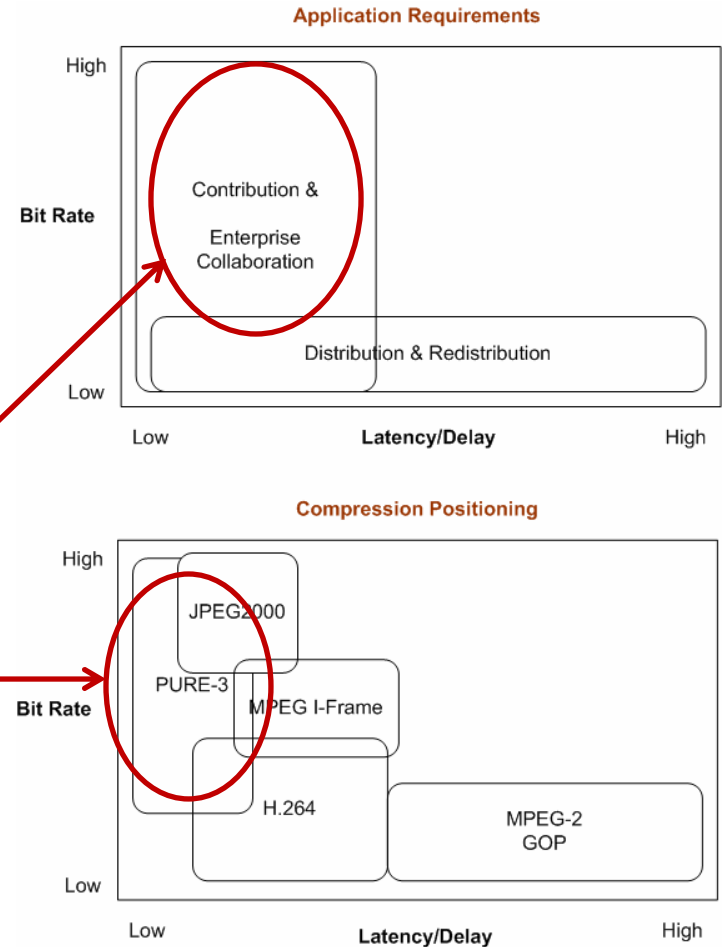 Application Requirements
High
Contribution &
Bit Rate
Enterprise
Collaboration
Distribution & Redistribution
Low
Low
Latency/Delay
High
Compression Positioning
High
JPEG2000
PURE-3
Bit Rate
MPEG I-Frame
H.264
MPEG-2
GOP
Low
Low
Latency/Delay
High